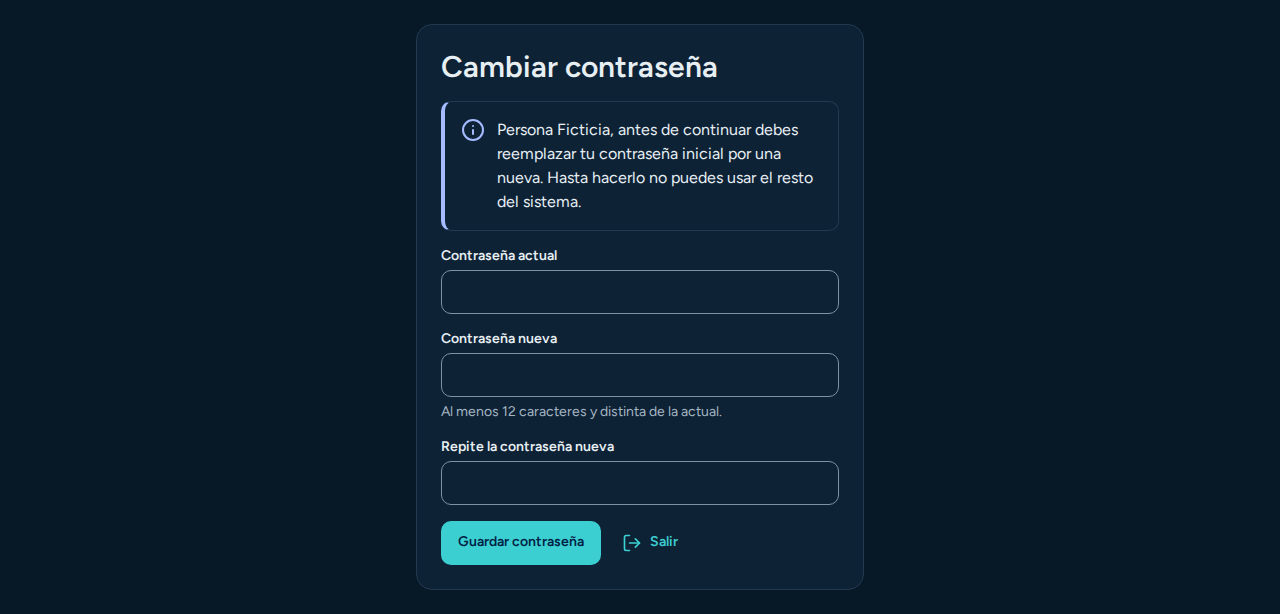 Cambiar contraseña
Persona Ficticia, antes de continuar debes
reemplazar tu contraseña inicial por una
nueva. Hasta hacerlo no puedes usar el resto
del sistema.
Contraseña actual
Contraseña nueva
Al menos 12 caracteres y distinta de la actual.
Repite la contraseña nueva
Guardar contraseña
Salir